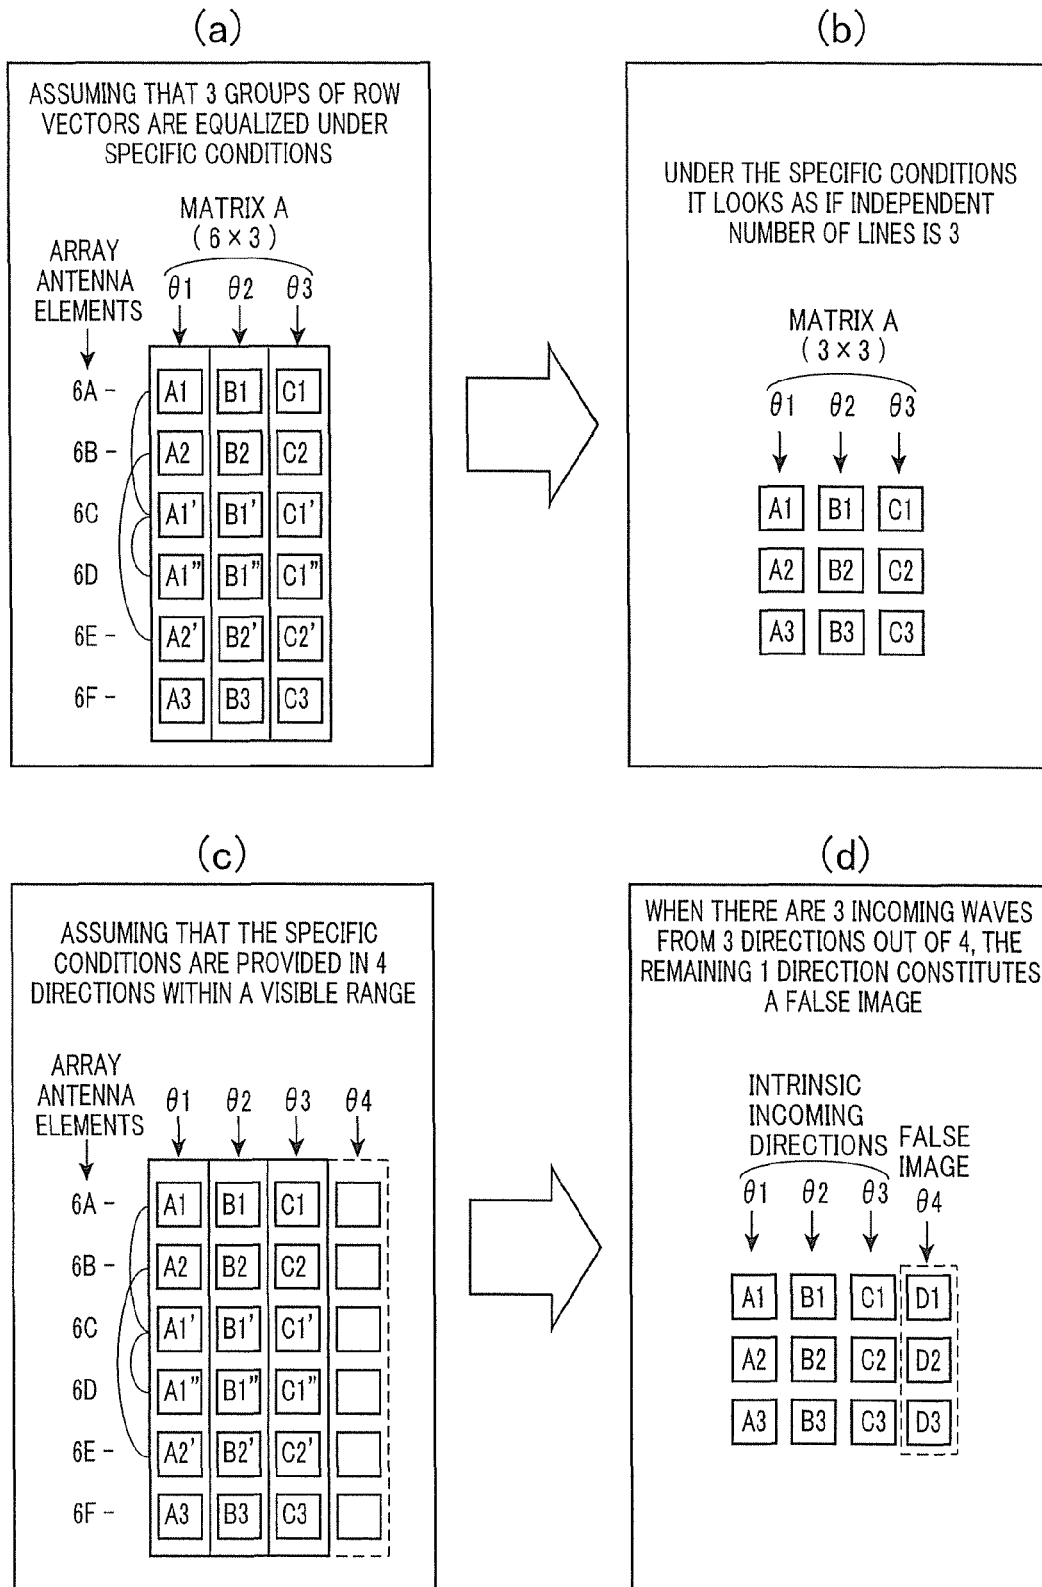 (a)
ASSUMING THAT 3 GROUPS OF ROW
VECTORS ARE EQUALIZED UNDER
SPECIFIC CONDITIONS
MATRIX A
( 6 × 3 )
ARRAY
ANTENNA
ELEMENTS
θ1 θ2 θ3
6A - A1 B1 C1
6B - A2 B2 C2
6C A1' B1' C1'
6D A1" B1" C1"
6E - A2' B2' C2'
6F - A3 B3 C3
(b)
UNDER THE SPECIFIC CONDITIONS
IT LOOKS AS IF INDEPENDENT
NUMBER OF LINES IS 3
MATRIX A
( 3 × 3 )
θ1 θ2 θ3
A1 B1 C1
A2 B2 C2
A3 B3 C3
(c)
ASSUMING THAT THE SPECIFIC
CONDITIONS ARE PROVIDED IN 4
DIRECTIONS WITHIN A VISIBLE RANGE
ARRAY
ANTENNA
ELEMENTS
θ1 θ2 θ3 θ4
6A - A1 B1 C1
6B - A2 B2 C2
6C A1' B1' C1'
6D A1" B1" C1"
6E - A2' B2' C2'
6F - A3 B3 C3
(d)
WHEN THERE ARE 3 INCOMING WAVES
FROM 3 DIRECTIONS OUT OF 4, THE
REMAINING 1 DIRECTION CONSTITUTES
A FALSE IMAGE
INTRINSIC
INCOMING
DIRECTIONS
FALSE
IMAGE
θ1 θ2 θ3 θ4
A1 B1 C1 D1
A2 B2 C2 D2
A3 B3 C3 D3